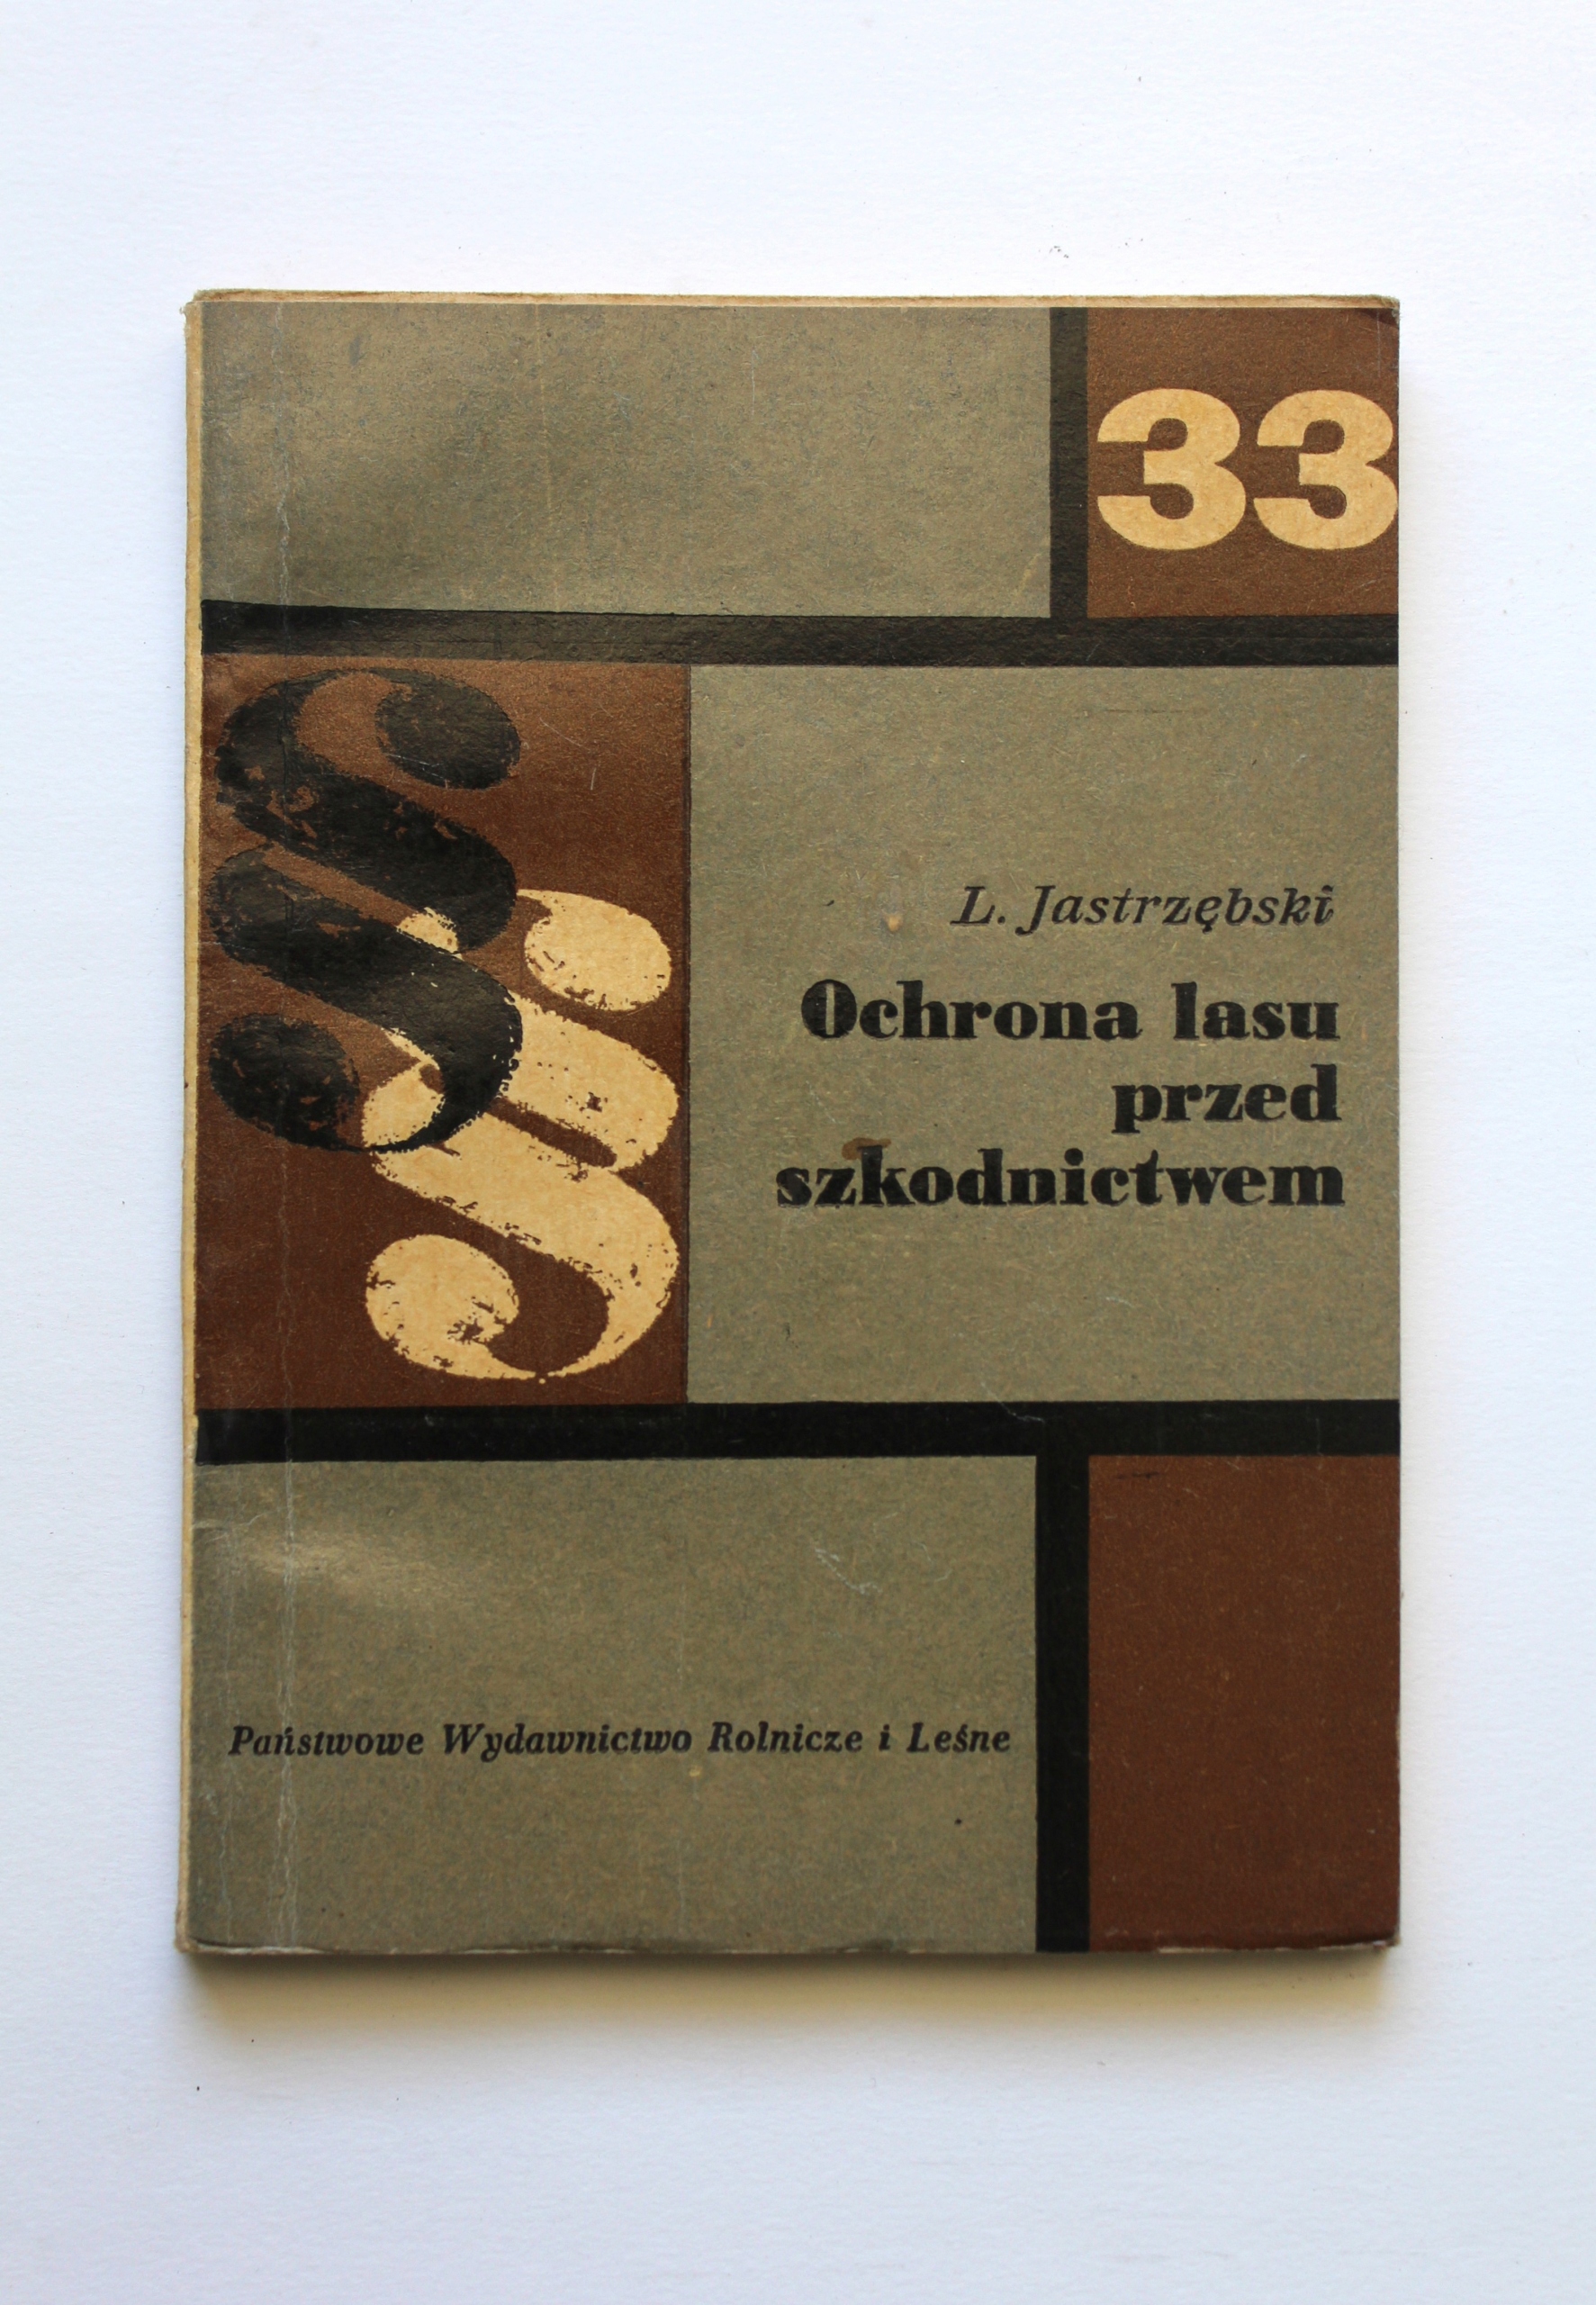 33
§§
L. Jastrzębski
Ochrona lasu
przed
szkodnictwem
Państwowe Wydawnictwo Rolnicze i Leśne